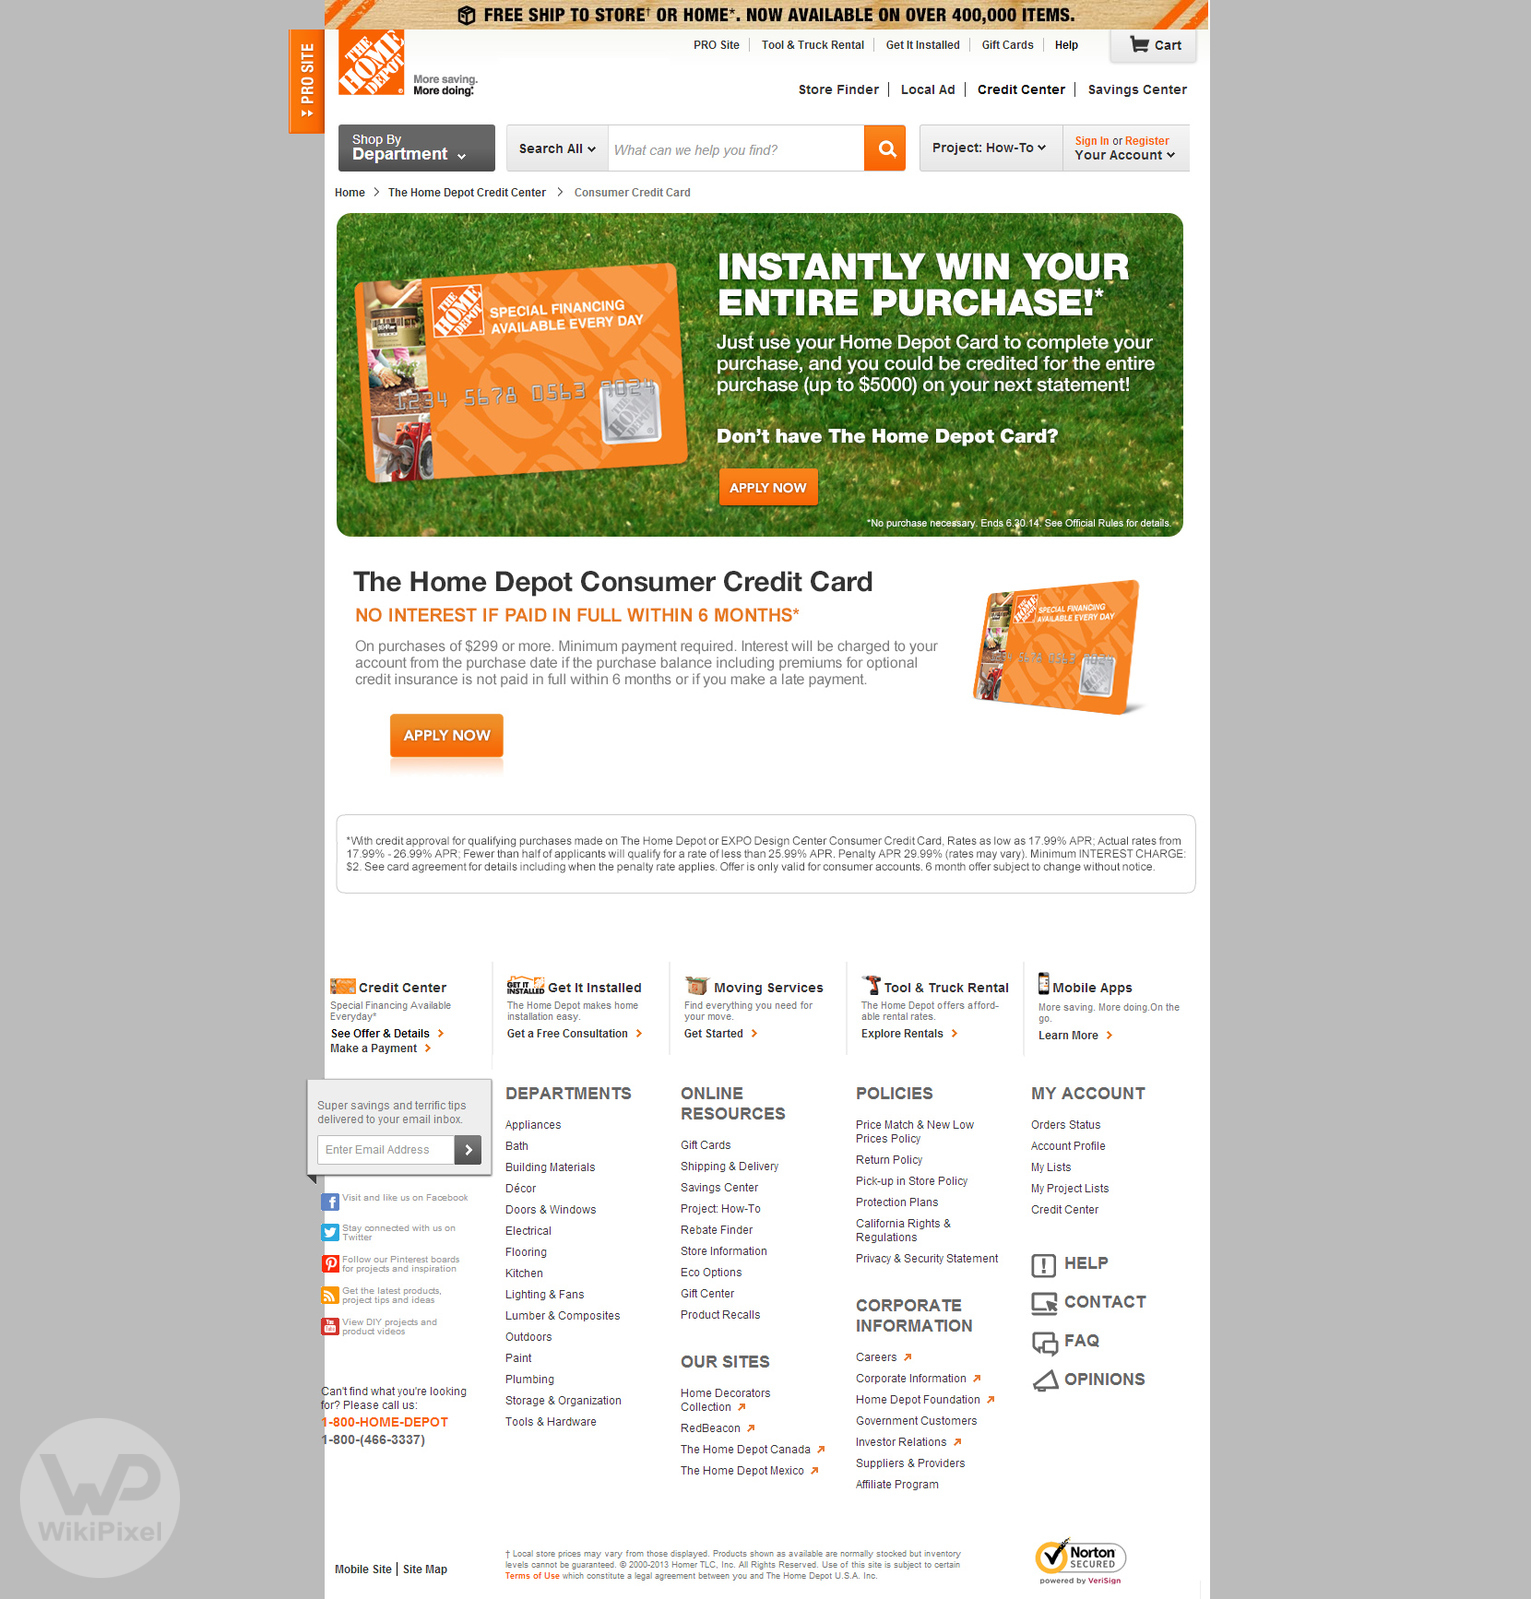 FREE SHIP TO STORE† OR HOME*. NOW AVAILABLE ON OVER 400,000 ITEMS.
PRO SITE
THE HOME DEPOT
More saving.
More doing.
PRO Site | Tool & Truck Rental | Get It Installed | Gift Cards | Help
Cart
Store Finder | Local Ad | Credit Center | Savings Center
Shop By
Department
Search All
What can we help you find?
Project: How-To
Sign In or Register
Your Account
Home > The Home Depot Credit Center > Consumer Credit Card
THE HOME DEPOT
SPECIAL FINANCING
AVAILABLE EVERY DAY
1234 5678 0563 9024
INSTANTLY WIN YOUR
ENTIRE PURCHASE!*
Just use your Home Depot Card to complete your
purchase, and you could be credited for the entire
purchase (up to $5000) on your next statement!
Don't have The Home Depot Card?
APPLY NOW
*No purchase necessary. Ends 6.30.14. See Official Rules for details.
The Home Depot Consumer Credit Card
NO INTEREST IF PAID IN FULL WITHIN 6 MONTHS*
On purchases of $299 or more. Minimum payment required. Interest will be charged to your
account from the purchase date if the purchase balance including premiums for optional
credit insurance is not paid in full within 6 months or if you make a late payment.
APPLY NOW
THE HOME DEPOT
SPECIAL FINANCING
AVAILABLE EVERY DAY
*With credit approval for qualifying purchases made on The Home Depot or EXPO Design Center Consumer Credit Card, Rates as low as 17.99% APR; Actual rates from
17.99% - 26.99% APR; Fewer than half of applicants will qualify for a rate of less than 25.99% APR. Penalty APR 29.99% (rates may vary). Minimum INTEREST CHARGE:
$2. See card agreement for details including when the penalty rate applies. Offer is only valid for consumer accounts. 6 month offer subject to change without notice.
Credit Center
Special Financing Available
Everyday*
See Offer & Details >
Make a Payment >
GET IT INSTALLED
Get It Installed
The Home Depot makes home
installation easy.
Get a Free Consultation >
Moving Services
Find everything you need for
your move.
Get Started >
Tool & Truck Rental
The Home Depot offers afford-
able rental rates.
Explore Rentals >
Mobile Apps
More saving. More doing.On the
go.
Learn More >
Super savings and terrific tips
delivered to your email inbox.
Enter Email Address
Visit and like us on Facebook
Stay connected with us on
Twitter
Follow our Pinterest boards
for projects and inspiration
Get the latest products,
project tips and ideas
View DIY projects and
product videos
Can't find what you're looking
for? Please call us:
1-800-HOME-DEPOT
1-800-(466-3337)
DEPARTMENTS
Appliances
Bath
Building Materials
Décor
Doors & Windows
Electrical
Flooring
Kitchen
Lighting & Fans
Lumber & Composites
Outdoors
Paint
Plumbing
Storage & Organization
Tools & Hardware
ONLINE
RESOURCES
Gift Cards
Shipping & Delivery
Savings Center
Project: How-To
Rebate Finder
Store Information
Eco Options
Gift Center
Product Recalls
OUR SITES
Home Decorators
Collection
RedBeacon
The Home Depot Canada
The Home Depot Mexico
POLICIES
Price Match & New Low
Prices Policy
Return Policy
Pick-up in Store Policy
Protection Plans
California Rights &
Regulations
Privacy & Security Statement
CORPORATE
INFORMATION
Careers
Corporate Information
Home Depot Foundation
Government Customers
Investor Relations
Suppliers & Providers
Affiliate Program
MY ACCOUNT
Orders Status
Account Profile
My Lists
My Project Lists
Credit Center
HELP
CONTACT
FAQ
OPINIONS
WikiPixel
Mobile Site | Site Map
† Local store prices may vary from those displayed. Products shown as available are normally stocked but inventory
levels cannot be guaranteed. © 2000-2013 Homer TLC, Inc. All Rights Reserved. Use of this site is subject to certain
Terms of Use which constitute a legal agreement between you and The Home Depot U.S.A. Inc.
Norton
SECURED
powered by VeriSign